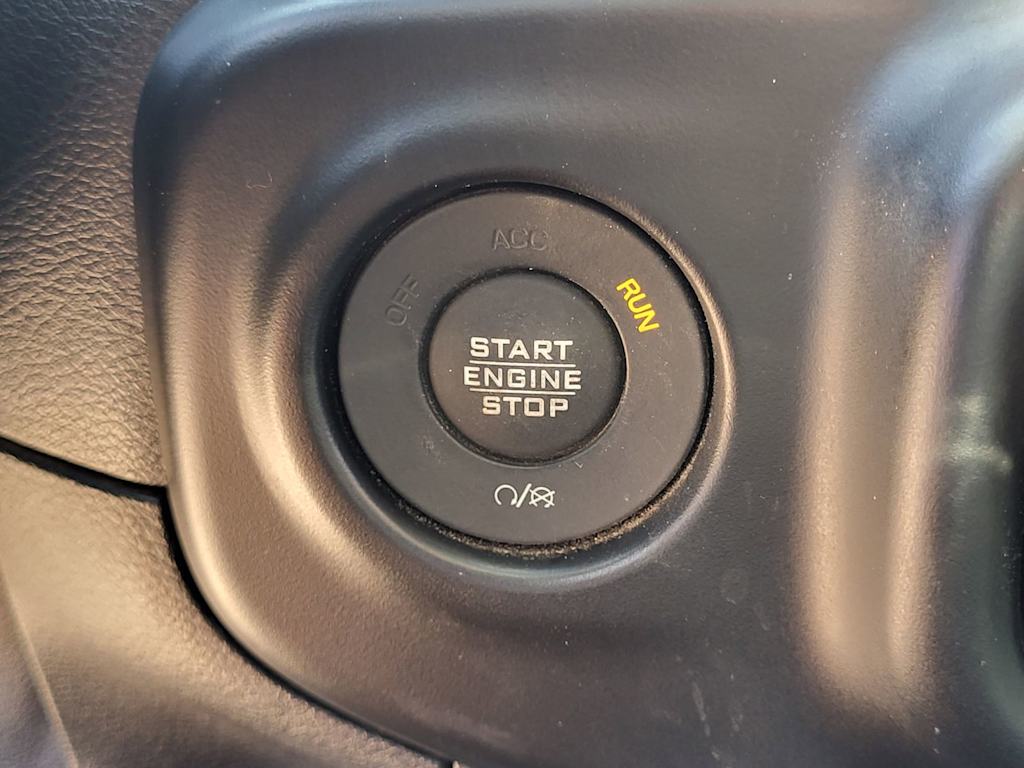 ACC
OFF
RUN
START
ENGINE
STOP